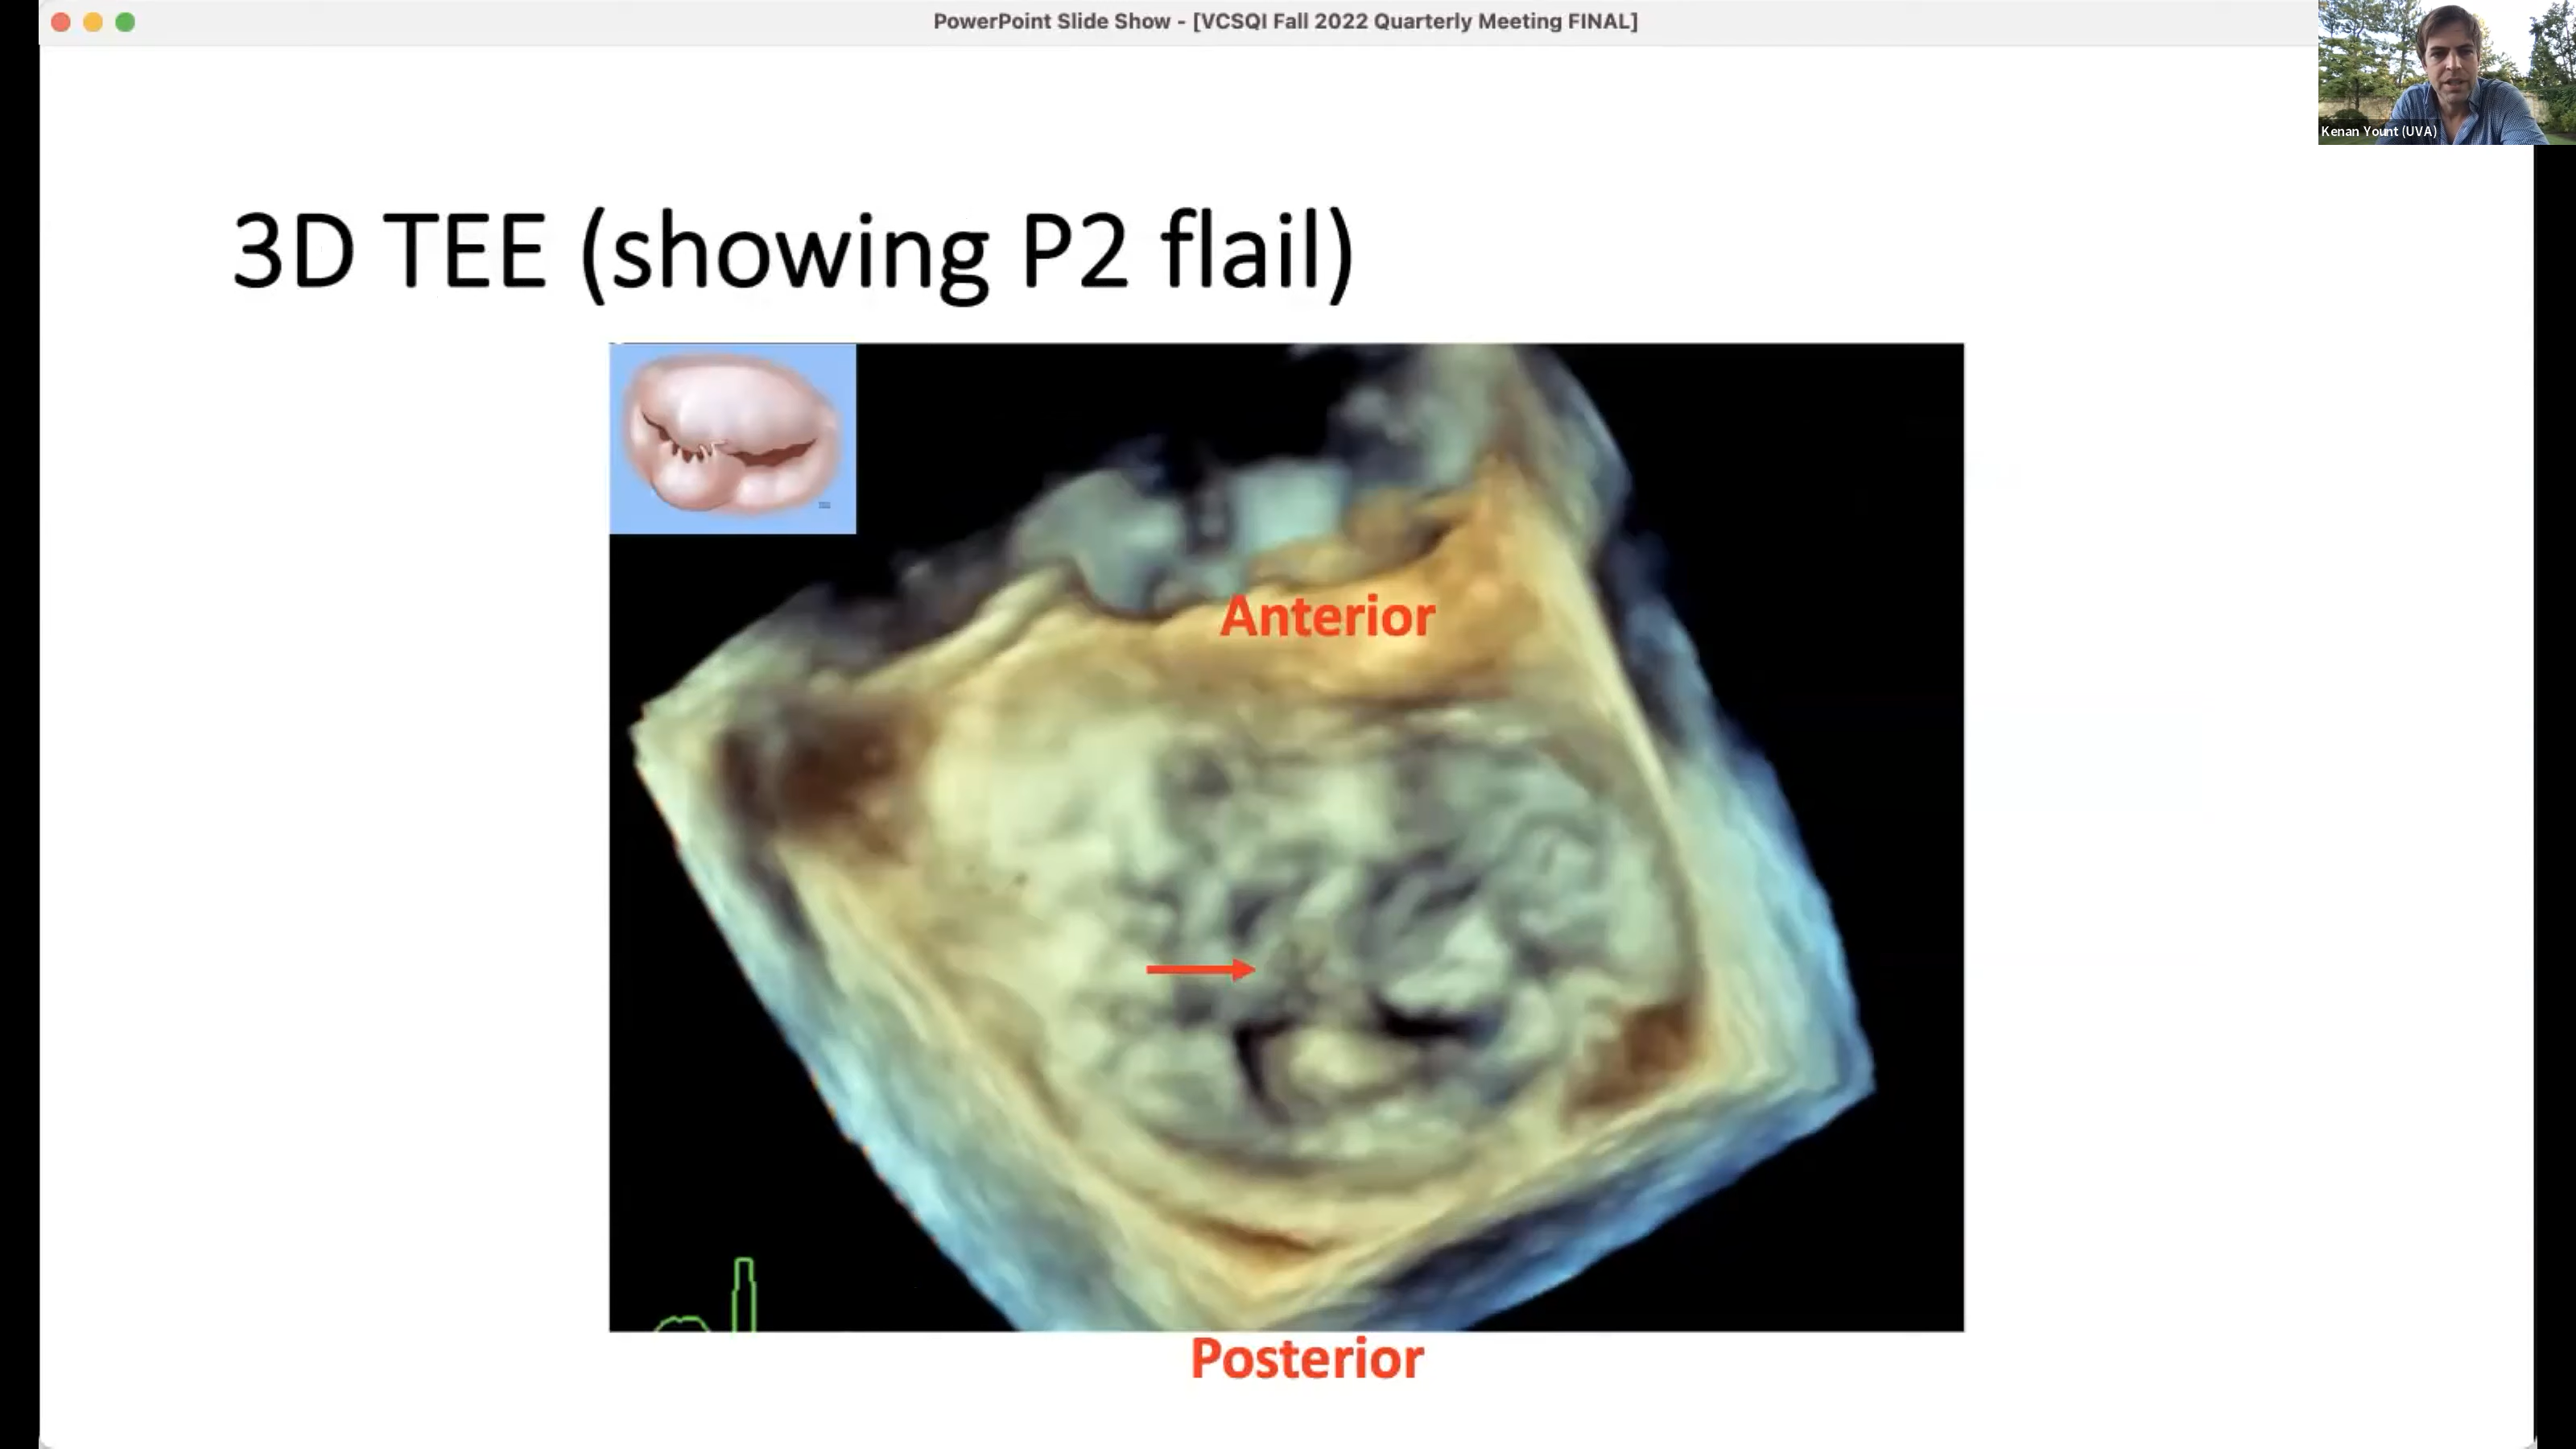 PowerPoint Slide Show - [VCSQI Fall 2022 Quarterly Meeting FINAL]
Kenan Yount (UVA)
3D TEE (showing P2 flail)
Anterior
Posterior